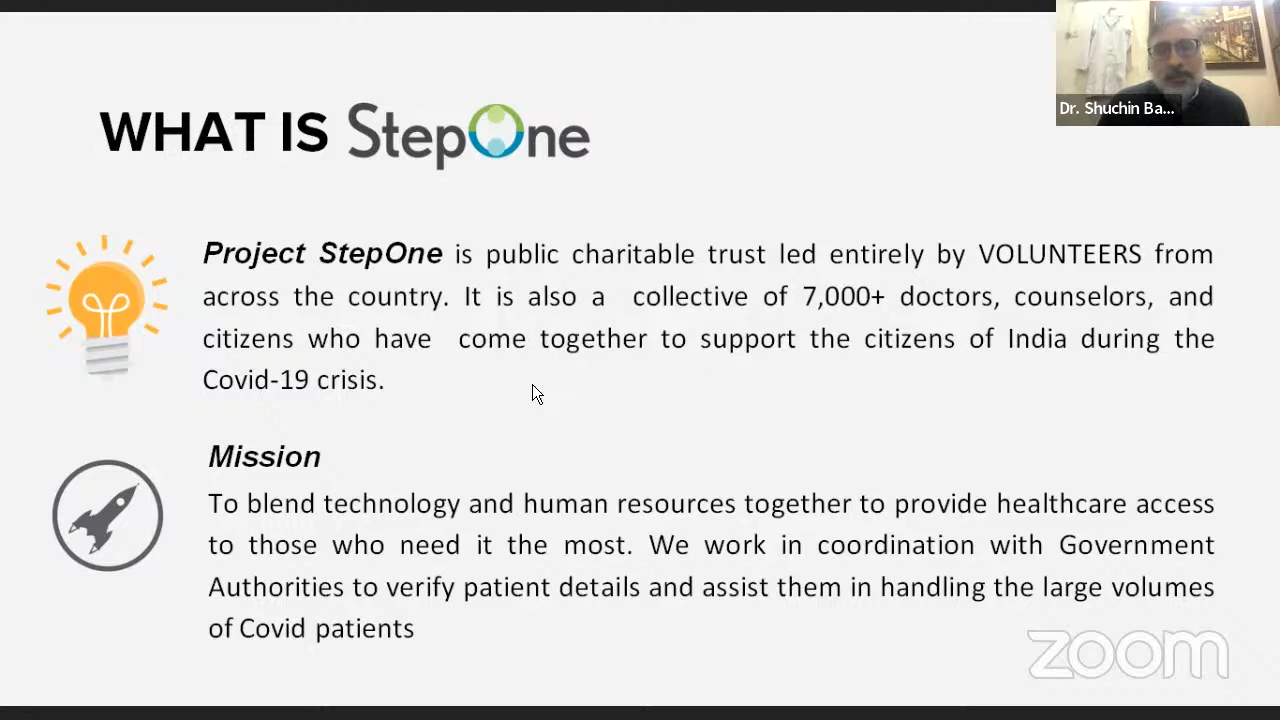 Dr. Shuchin Ba...
WHAT IS StepOne
Project StepOne is public charitable trust led entirely by VOLUNTEERS from
across the country. It is also a collective of 7,000+ doctors, counselors, and
citizens who have come together to support the citizens of India during the
Covid-19 crisis.
Mission
To blend technology and human resources together to provide healthcare access
to those who need it the most. We work in coordination with Government
Authorities to verify patient details and assist them in handling the large volumes
of Covid patients
zoom